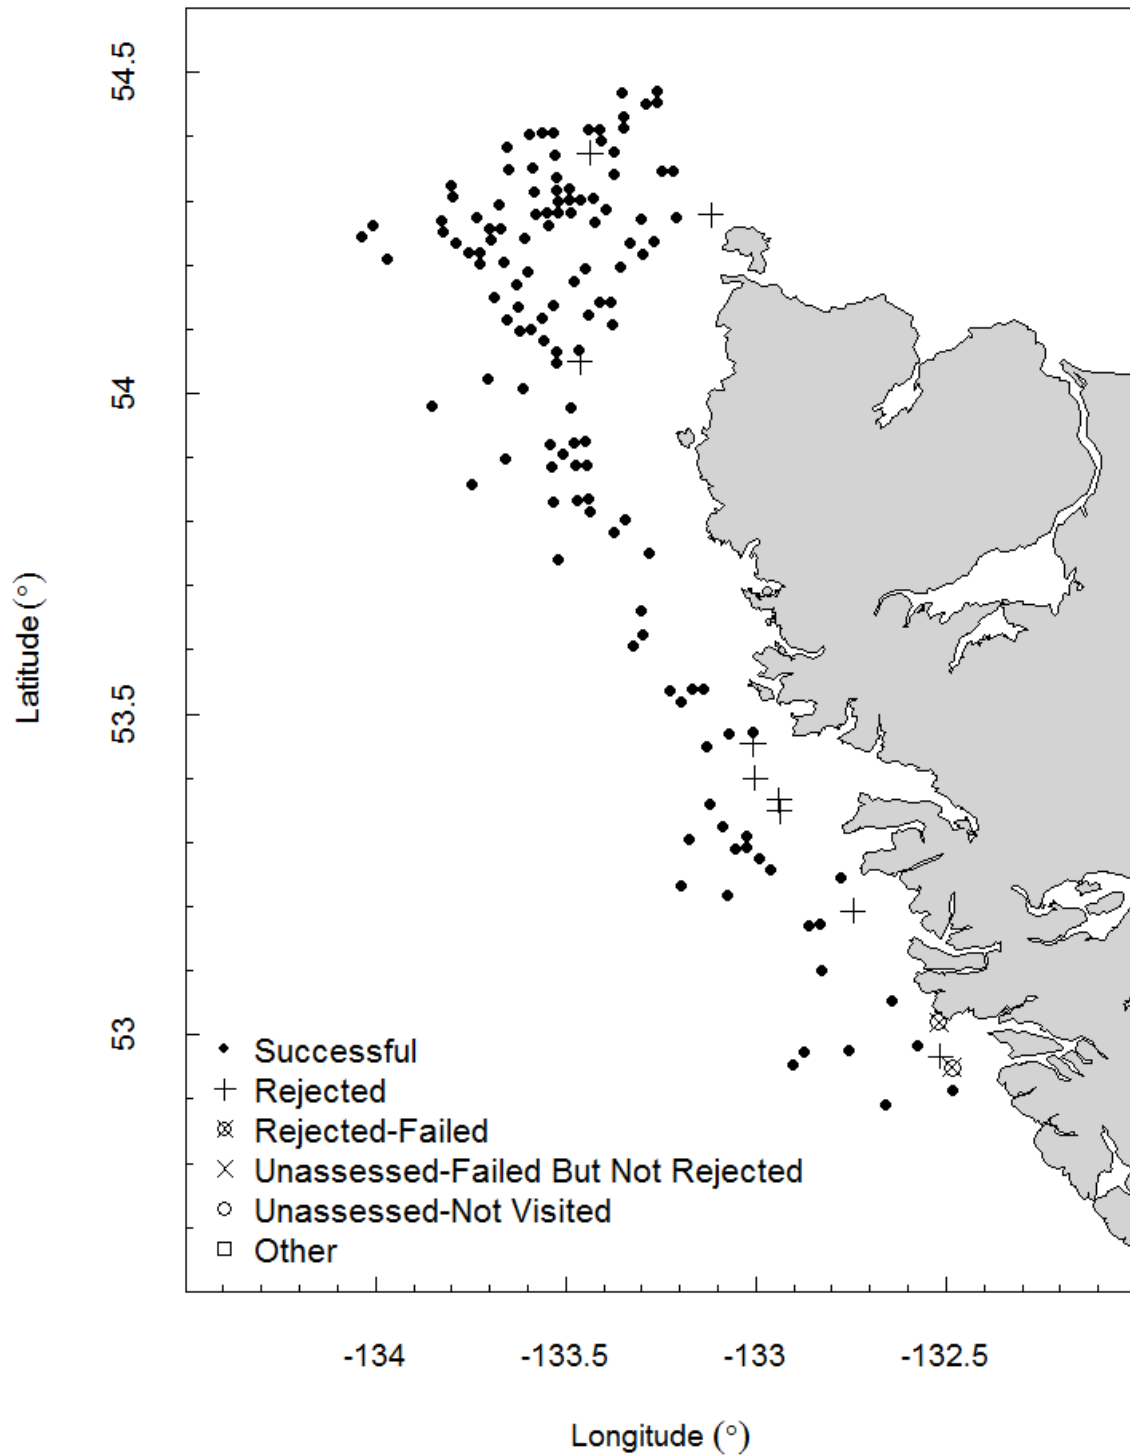 54.5
54
53.5
53
Latitude (°)
Successful
Rejected
Rejected-Failed
Unassessed-Failed But Not Rejected
Unassessed-Not Visited
Other
-134 -133.5 -133 -132.5
Longitude (°)